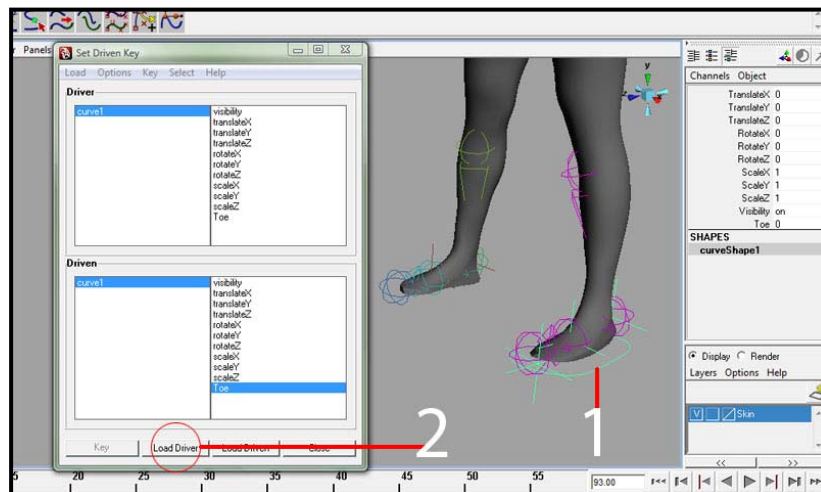 Panels
Set Driven Key
Load Options Key Select Help
Driver
curve1
visibility
translateX
translateY
translateZ
rotateX
rotateY
rotateZ
scaleX
scaleY
scaleZ
Toe
Driven
curve1
visibility
translateX
translateY
translateZ
rotateX
rotateY
rotateZ
scaleX
scaleY
scaleZ
Toe
Key Load Driver Load Driven Close
2
1
y
Channels Object
TranslateX 0
TranslateY 0
TranslateZ 0
RotateX 0
RotateY 0
RotateZ 0
ScaleX 1
ScaleY 1
ScaleZ 1
Visibility on
Toe 0
SHAPES
curveShape1
Display Render
Layers Options Help
V Skin
<< >>
20 25 30 35 40 45 50 55
93.00